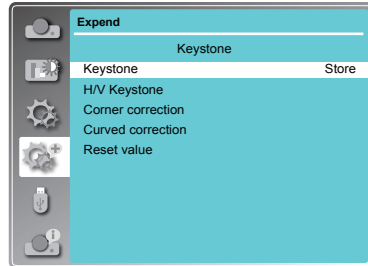 Expend
Keystone
Keystone Store
H/V Keystone
Corner correction
Curved correction
Reset value